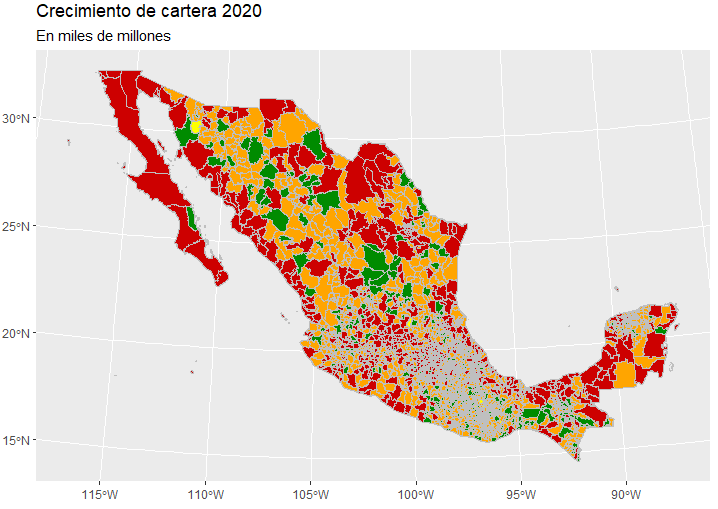 Crecimiento de cartera 2020
En miles de millones
30°N
25°N
20°N
15°N
115°W 110°W 105°W 100°W 95°W 90°W